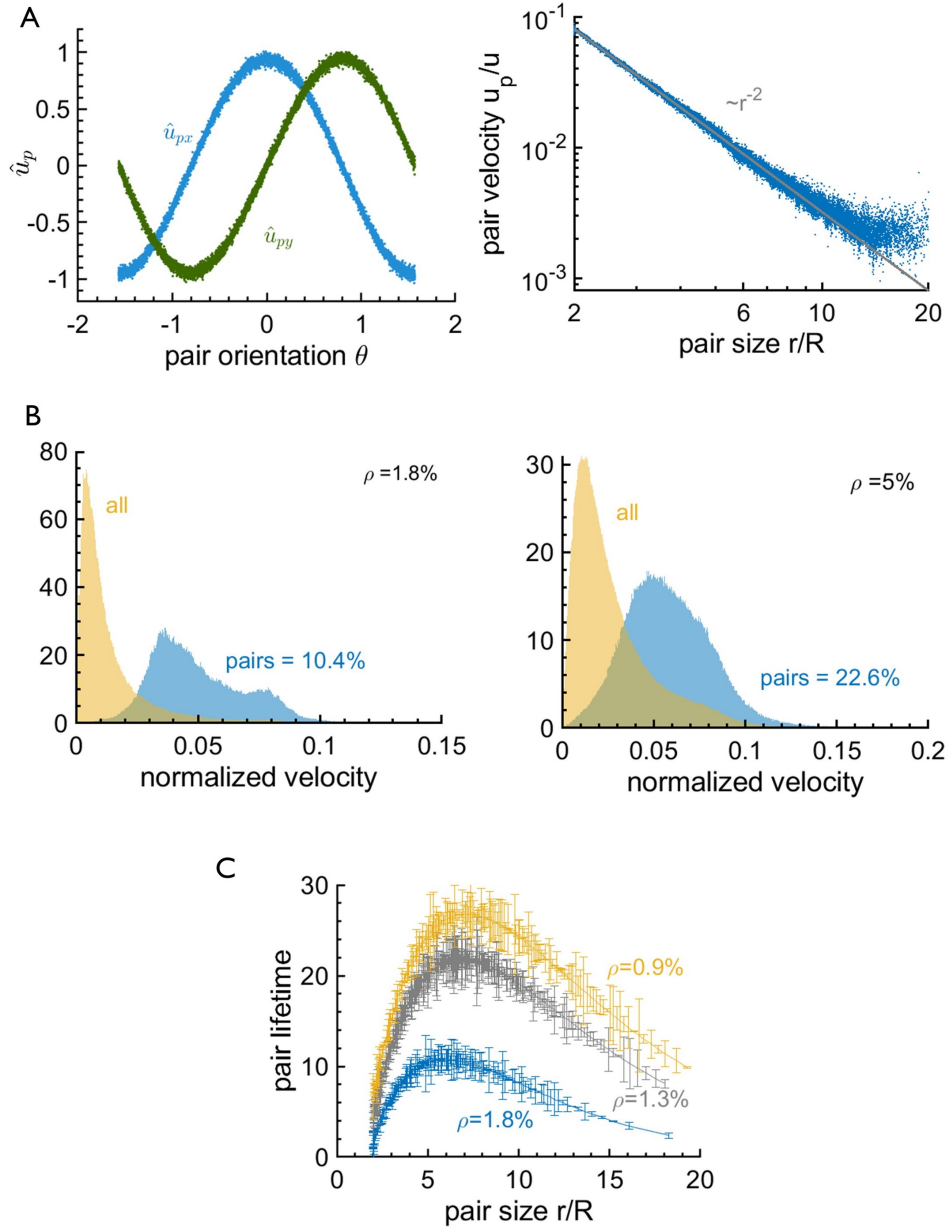 A
1
0.5
0
-0.5
-1
û_p
û_px
û_py
-2 -1 0 1 2
pair orientation θ
10^-1
10^-2
10^-3
pair velocity u_p/u
~r^-2
2 6 10 20
pair size r/R
B
80
60
40
20
0
all
ρ =1.8%
pairs = 10.4%
0 0.05 0.1 0.15
normalized velocity
30
20
10
0
all
ρ =5%
pairs = 22.6%
0 0.05 0.1 0.15 0.2
normalized velocity
C
30
20
10
0
pair lifetime
ρ=0.9%
ρ=1.3%
ρ=1.8%
0 5 10 15 20
pair size r/R